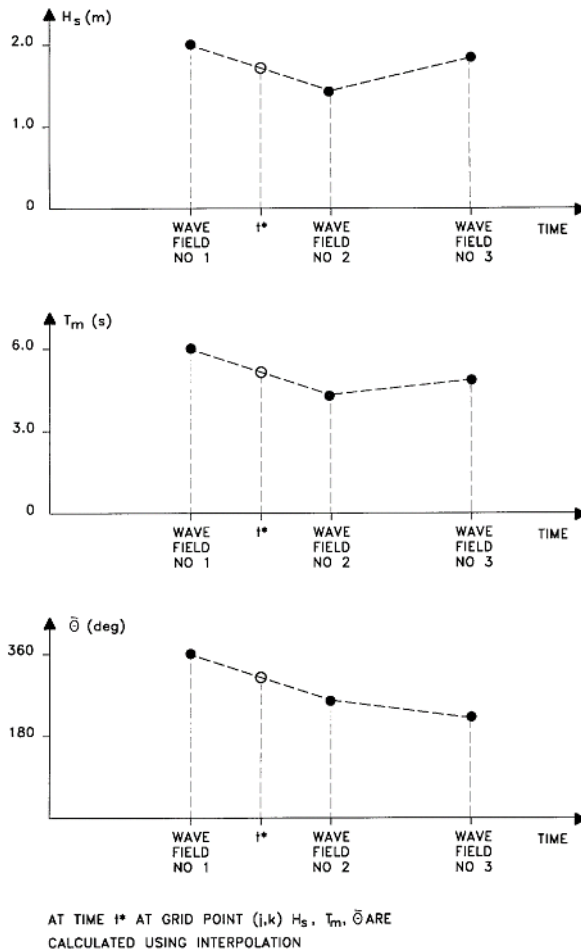 H_s (m)
2.0
1.0
0
WAVE FIELD NO 1
t*
WAVE FIELD NO 2
WAVE FIELD NO 3
TIME
T_m (s)
6.0
3.0
0
WAVE FIELD NO 1
t*
WAVE FIELD NO 2
WAVE FIELD NO 3
TIME
Θ̄ (deg)
360
180
WAVE FIELD NO 1
t*
WAVE FIELD NO 2
WAVE FIELD NO 3
TIME
AT TIME t* AT GRID POINT (j,k) H_s, T_m, Θ̄ ARE
CALCULATED USING INTERPOLATION